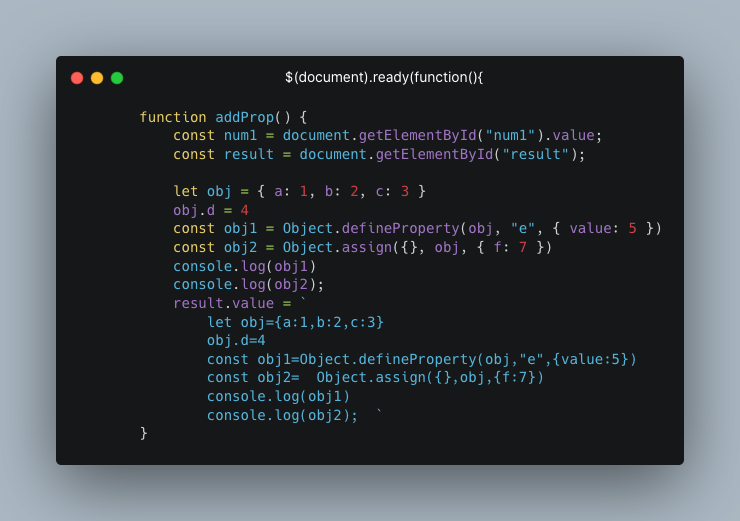 $(document).ready(function(){
function addProp() {
const num1 = document.getElementById("num1").value;
const result = document.getElementById("result");
let obj = { a: 1, b: 2, c: 3 }
obj.d = 4
const obj1 = Object.defineProperty(obj, "e", { value: 5 })
const obj2 = Object.assign({}, obj, { f: 7 })
console.log(obj1)
console.log(obj2);
result.value = `
let obj={a:1,b:2,c:3}
obj.d=4
const obj1=Object.defineProperty(obj,"e",{value:5})
const obj2=  Object.assign({},obj,{f:7})
console.log(obj1)
console.log(obj2);  `
}